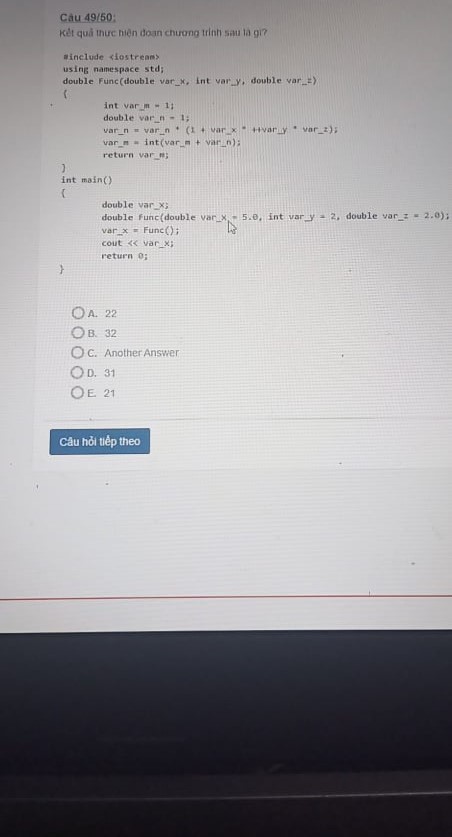 Câu 49/50:
Kết quả thực hiện đoạn chương trình sau là gì?
#include <iostream>
using namespace std;
double Func(double var_x, int var_y, double var_z)
{
int var_m = 1;
double var_n = 1;
var_n = var_n * (1 + var_x * ++var_y * var_z);
var_m = int(var_m + var_n);
return var_m;
}
int main()
{
double var_x;
double Func(double var_x = 5.0, int var_y = 2, double var_z = 2.0);
var_x = Func();
cout << var_x;
return 0;
}
A. 22
B. 32
C. Another Answer
D. 31
E. 21
Câu hỏi tiếp theo